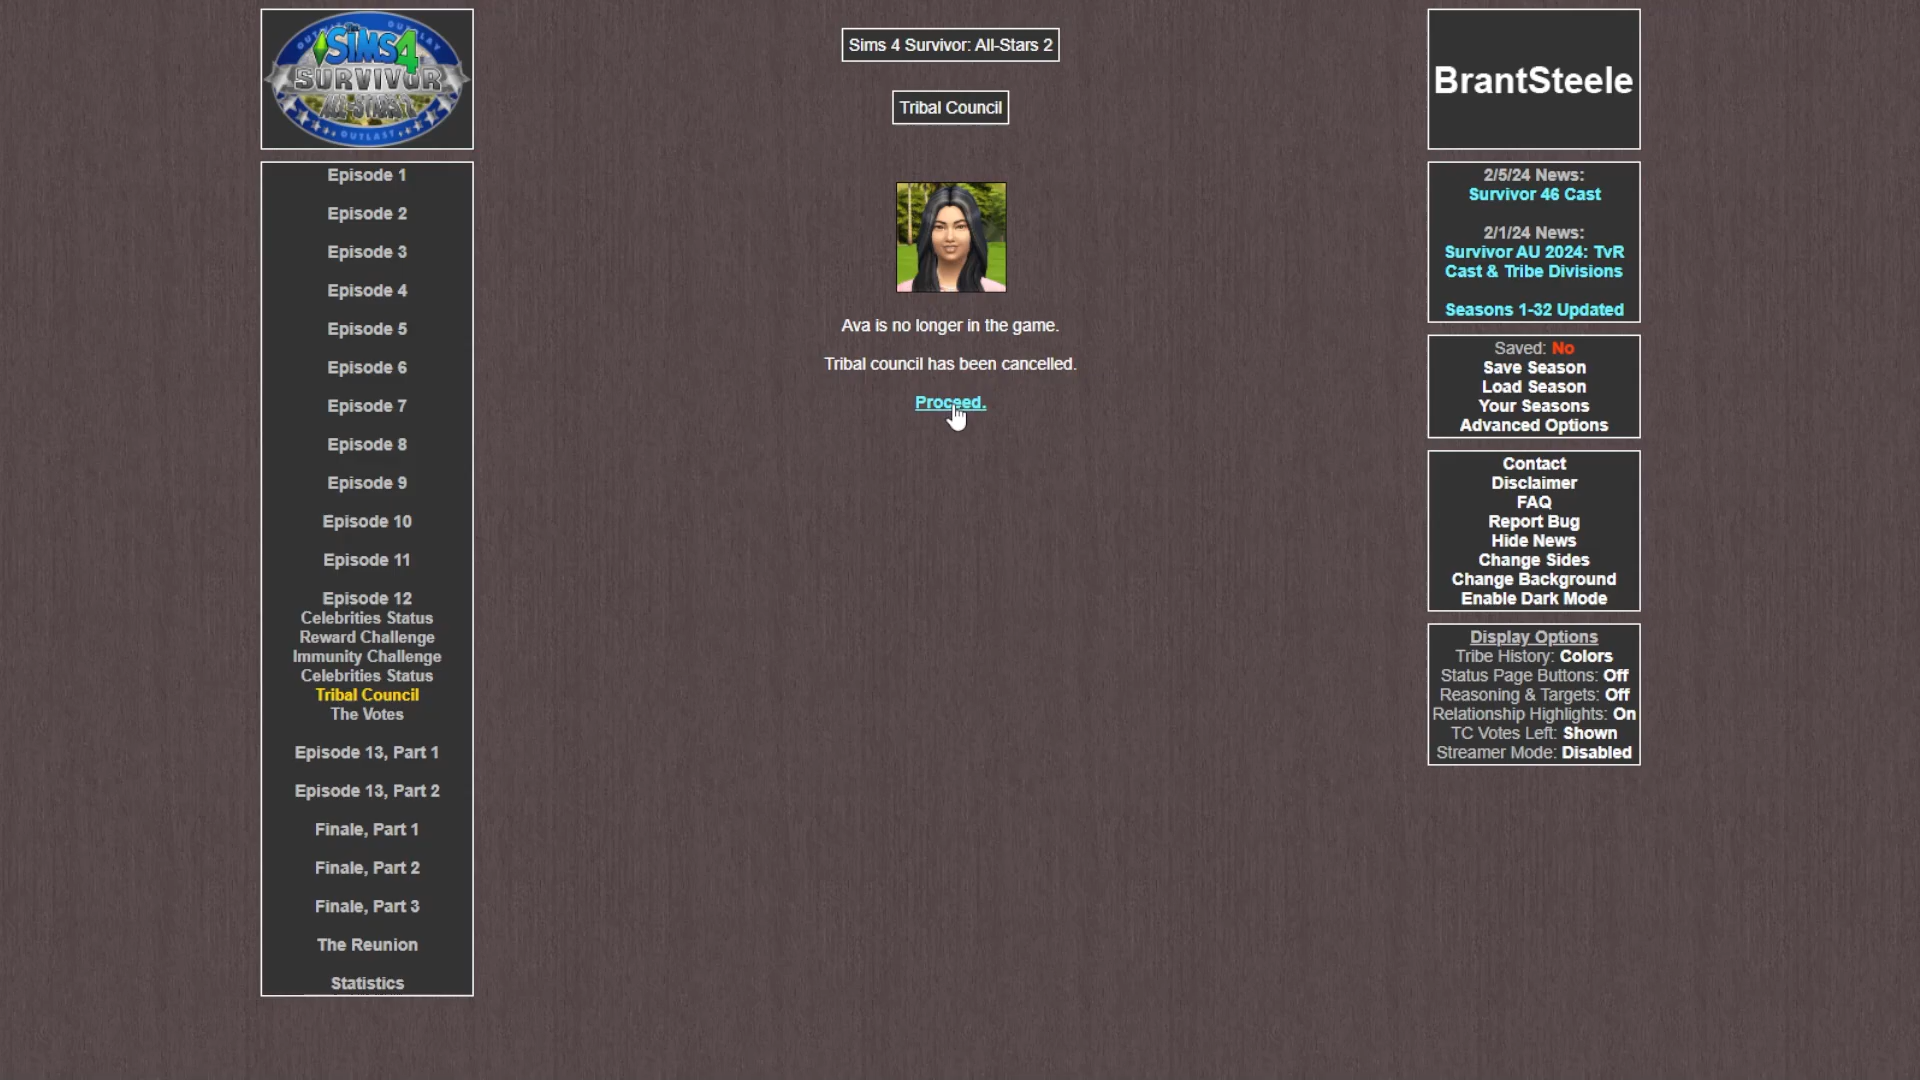 SiMS 4
SURVIVOR
OUTLAST
Episode 1
Episode 2
Episode 3
Episode 4
Episode 5
Episode 6
Episode 7
Episode 8
Episode 9
Episode 10
Episode 11
Episode 12
Celebrities Status
Reward Challenge
Immunity Challenge
Celebrities Status
Tribal Council
The Votes
Episode 13, Part 1
Episode 13, Part 2
Finale, Part 1
Finale, Part 2
Finale, Part 3
The Reunion
Statistics
Sims 4 Survivor: All-Stars 2
Tribal Council
Ava is no longer in the game.
Tribal council has been cancelled.
Proceed.
BrantSteele
2/5/24 News:
Survivor 46 Cast
2/1/24 News:
Survivor AU 2024: TvR
Cast & Tribe Divisions
Seasons 1-32 Updated
Saved: No
Save Season
Load Season
Your Seasons
Advanced Options
Contact
Disclaimer
FAQ
Report Bug
Hide News
Change Sides
Change Background
Enable Dark Mode
Display Options
Tribe History: Colors
Status Page Buttons: Off
Reasoning & Targets: Off
Relationship Highlights: On
TC Votes Left: Shown
Streamer Mode: Disabled